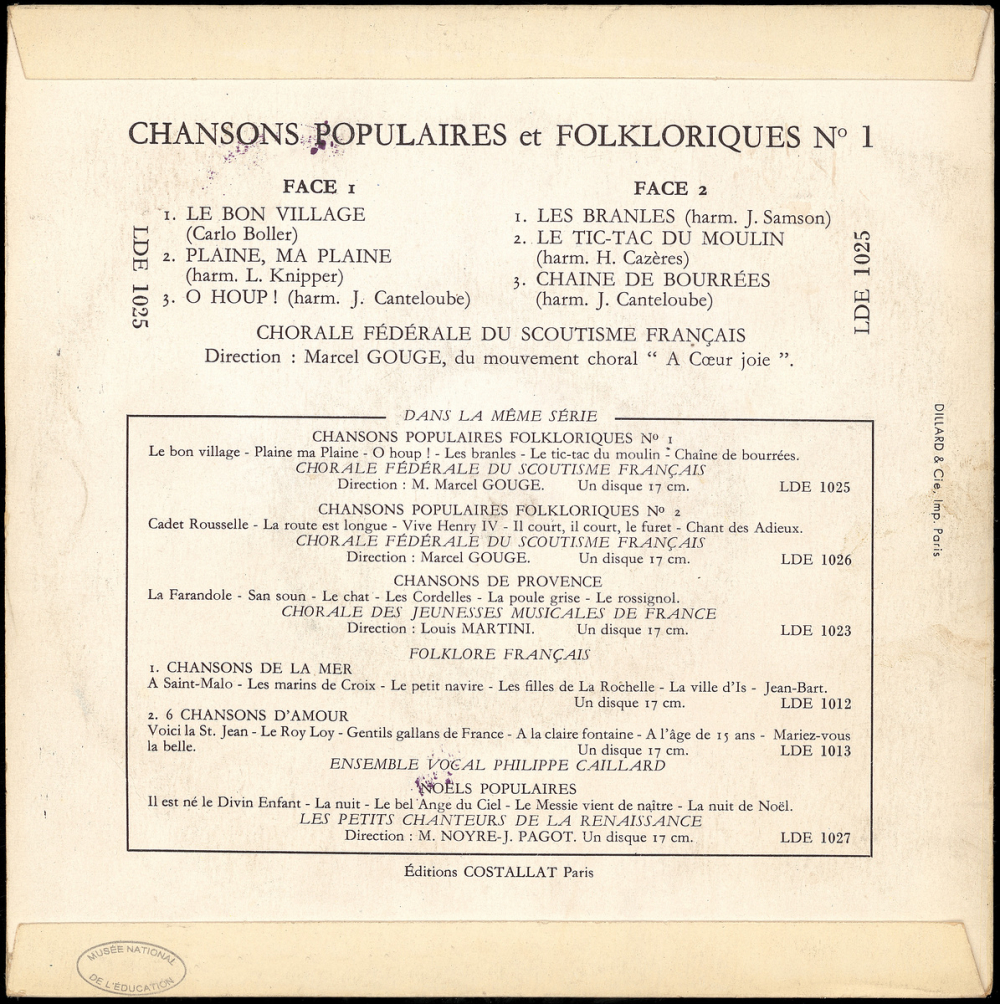 CHANSONS POPULAIRES et FOLKLORIQUES Nº 1
FACE 1
1. LE BON VILLAGE
(Carlo Boller)
2. PLAINE, MA PLAINE
(harm. L. Knipper)
3. O HOUP ! (harm. J. Canteloube)
LDE 1025
FACE 2
1. LES BRANLES (harm. J. Samson)
2. LE TIC-TAC DU MOULIN
(harm. H. Cazères)
3. CHAINE DE BOURRÉES
(harm. J. Canteloube)
LDE 1025
CHORALE FÉDÉRALE DU SCOUTISME FRANÇAIS
Direction : Marcel GOUGE, du mouvement choral “ A Cœur joie ”.
DANS LA MÊME SÉRIE
CHANSONS POPULAIRES FOLKLORIQUES Nº 1
Le bon village - Plaine ma Plaine - O houp ! - Les branles - Le tic-tac du moulin - Chaîne de bourrées.
CHORALE FÉDÉRALE DU SCOUTISME FRANÇAIS
Direction : M. Marcel GOUGE. Un disque 17 cm. LDE 1025
CHANSONS POPULAIRES FOLKLORIQUES Nº 2
Cadet Rousselle - La route est longue - Vive Henry IV - Il court, il court, le furet - Chant des Adieux.
CHORALE FÉDÉRALE DU SCOUTISME FRANÇAIS
Direction : Marcel GOUGE. Un disque 17 cm. LDE 1026
CHANSONS DE PROVENCE
La Farandole - San soun - Le chat - Les Cordelles - La poule grise - Le rossignol.
CHORALE DES JEUNESSES MUSICALES DE FRANCE
Direction : Louis MARTINI. Un disque 17 cm. LDE 1023
FOLKLORE FRANÇAIS
1. CHANSONS DE LA MER
A Saint-Malo - Les marins de Croix - Le petit navire - Les filles de La Rochelle - La ville d'Is - Jean-Bart.
Un disque 17 cm. LDE 1012
2. 6 CHANSONS D'AMOUR
Voici la St. Jean - Le Roy Loy - Gentils gallans de France - A la claire fontaine - A l'âge de 15 ans - Mariez-vous
la belle. Un disque 17 cm. LDE 1013
ENSEMBLE VOCAL PHILIPPE CAILLARD
NOËLS POPULAIRES
Il est né le Divin Enfant - La nuit - Le bel Ange du Ciel - Le Messie vient de naître - La nuit de Noël.
LES PETITS CHANTEURS DE LA RENAISSANCE
Direction : M. NOYRE-J. PAGOT. Un disque 17 cm. LDE 1027
Éditions COSTALLAT Paris
DILLARD & Cie, Imp. Paris
MUSÉE NATIONAL
DE L'ÉDUCATION